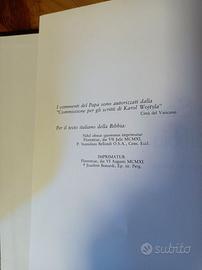 I commenti del Papa sono autorizzati dalla
"Commissione per gli scritti di Karol Wojtyla"
Città del Vaticano
Per il testo italiano della Bibbia:
Nihil obstat quominus imprimatur
Florentiae, die VII Julii MCMXL
P. Stanislaus Bellandi O.S.A., Cens. Eccl.
IMPRIMATUR
Florentiae, die VI Augusti MCMXL
† Joachim Bonardi, Ep. tit. Perg.
subito